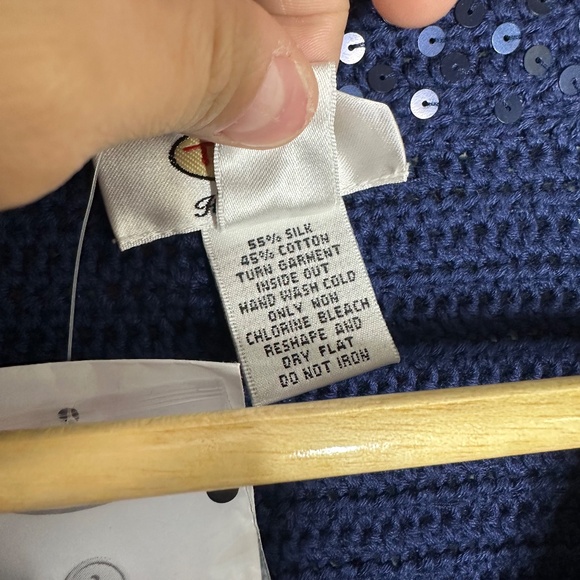 55% SILK
45% COTTON
TURN GARMENT
INSIDE OUT
HAND WASH COLD
ONLY NON
CHLORINE BLEACH
RESHAPE AND
DRY FLAT
DO NOT IRON